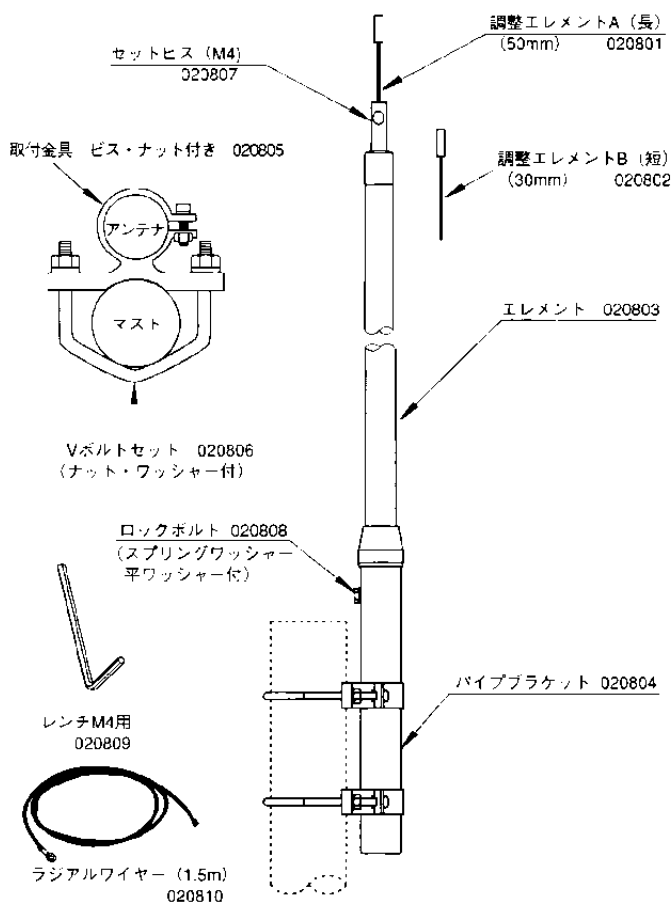 調整エレメントA（長）
(50mm) 020801
セットビス（M4）
020807
取付金具 ビス・ナット付き 020805
調整エレメントB（短）
(30mm) 020802
アンテナ
エレメント 020803
マスト
Vボルトセット 020806
（ナット・ワッシャー付）
ロックボルト 020808
（スプリングワッシャー
平ワッシャー付）
パイプブラケット 020804
レンチM4用
020809
ラジアルワイヤー（1.5m）
020810